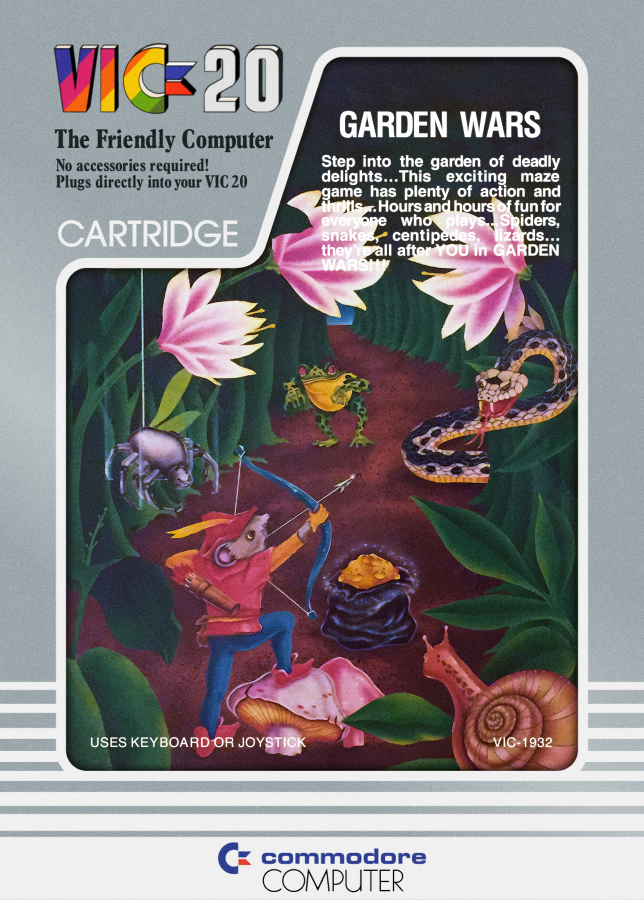 VIC-20
The Friendly Computer
No accessories required!
Plugs directly into your VIC 20
CARTRIDGE
GARDEN WARS
Step into the garden of deadly
delights...This exciting maze
game has plenty of action and
thrills...Hours and hours of fun for
everyone who plays...Spiders,
snakes, centipedes, lizards...
they're all after YOU in GARDEN
WARS!!!
USES KEYBOARD OR JOYSTICK
VIC-1932
commodore
COMPUTER